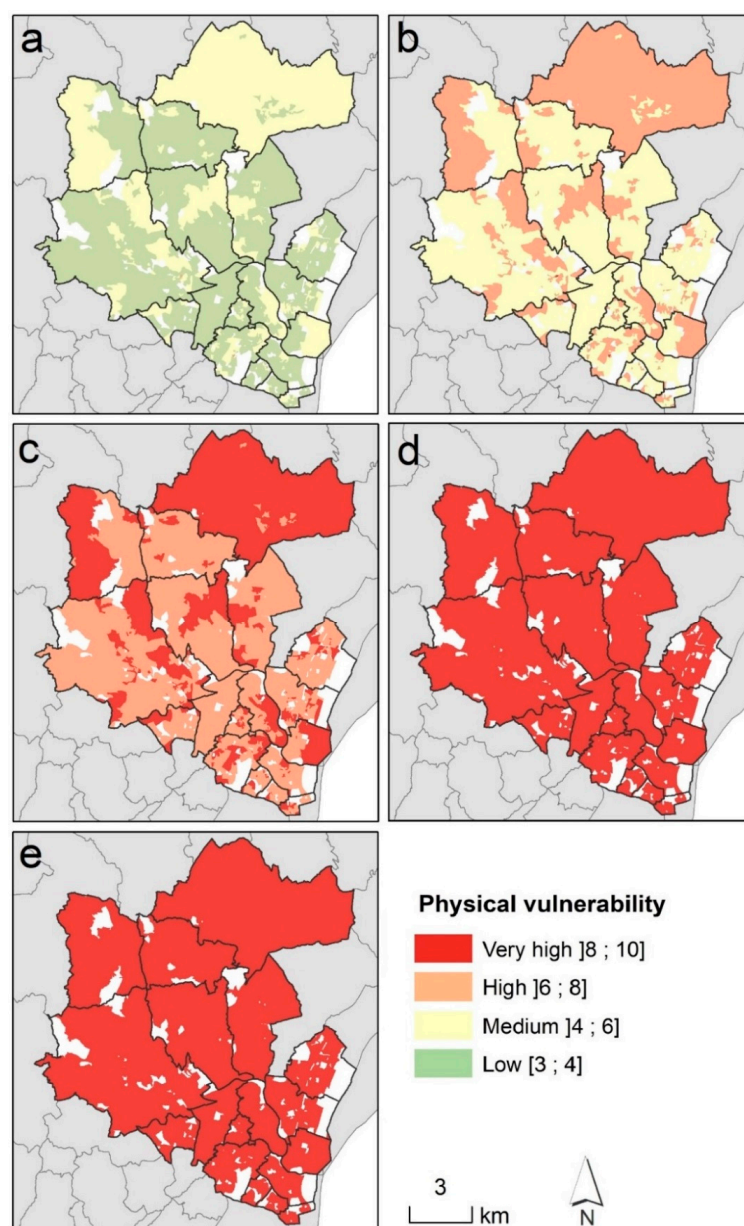 a
b
c
d
e
Physical vulnerability
Very high ]8 ; 10]
High ]6 ; 8]
Medium ]4 ; 6]
Low [3 ; 4]
3
km
N